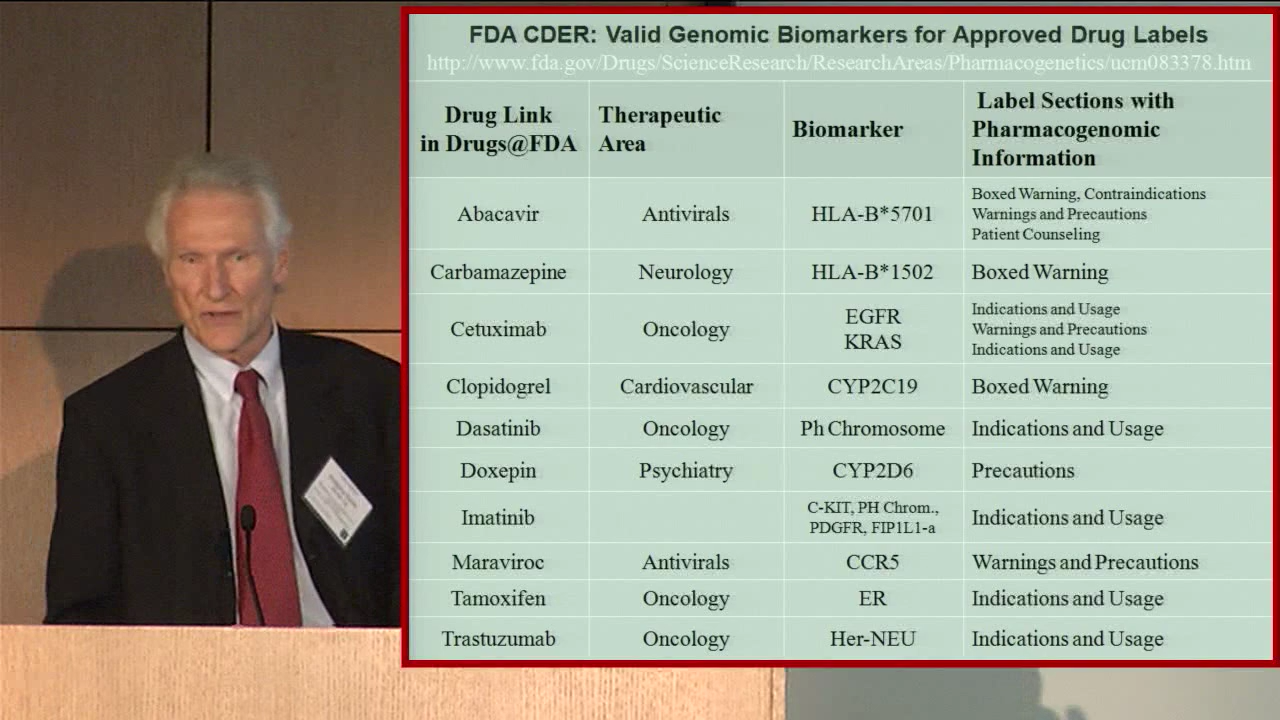 FDA CDER: Valid Genomic Biomarkers for Approved Drug Labels
http://www.fda.gov/Drugs/ScienceResearch/ResearchAreas/Pharmacogenetics/ucm083378.htm
Drug Link
in Drugs@FDA
Therapeutic
Area
Biomarker
Label Sections with
Pharmacogenomic
Information
Abacavir
Antivirals
HLA-B*5701
Boxed Warning, Contraindications
Warnings and Precautions
Patient Counseling
Carbamazepine
Neurology
HLA-B*1502
Boxed Warning
Cetuximab
Oncology
EGFR
KRAS
Indications and Usage
Warnings and Precautions
Indications and Usage
Clopidogrel
Cardiovascular
CYP2C19
Boxed Warning
Dasatinib
Oncology
Ph Chromosome
Indications and Usage
Doxepin
Psychiatry
CYP2D6
Precautions
Imatinib
C-KIT, PH Chrom.,
PDGFR, FIP1L1-a
Indications and Usage
Maraviroc
Antivirals
CCR5
Warnings and Precautions
Tamoxifen
Oncology
ER
Indications and Usage
Trastuzumab
Oncology
Her-NEU
Indications and Usage